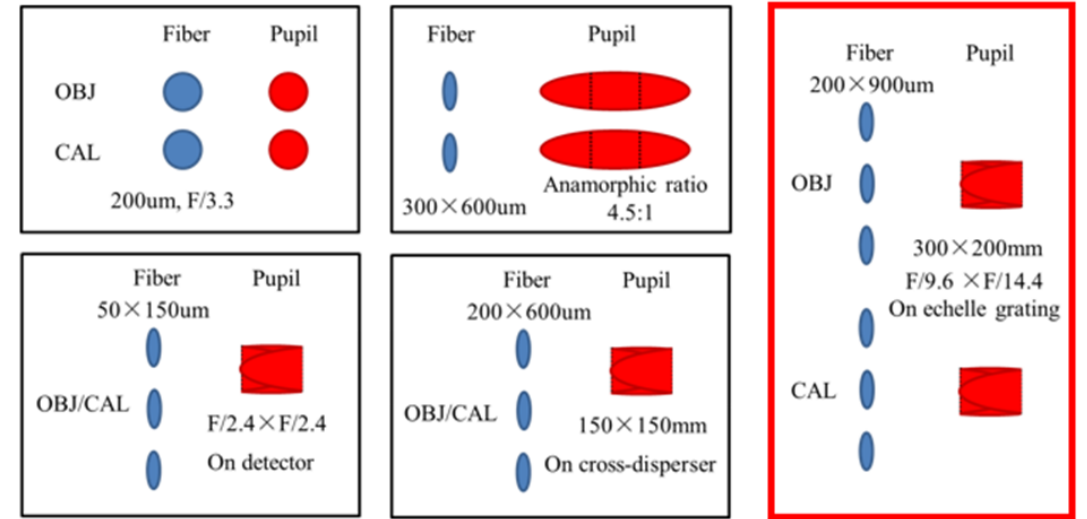 Fiber Pupil
OBJ
CAL
200um, F/3.3
Fiber Pupil
300×600um
Anamorphic ratio
4.5:1
Fiber Pupil
200×900um
OBJ
300×200mm
F/9.6 ×F/14.4
On echelle grating
CAL
Fiber Pupil
50×150um
OBJ/CAL
F/2.4×F/2.4
On detector
Fiber Pupil
200×600um
OBJ/CAL
150×150mm
On cross-disperser